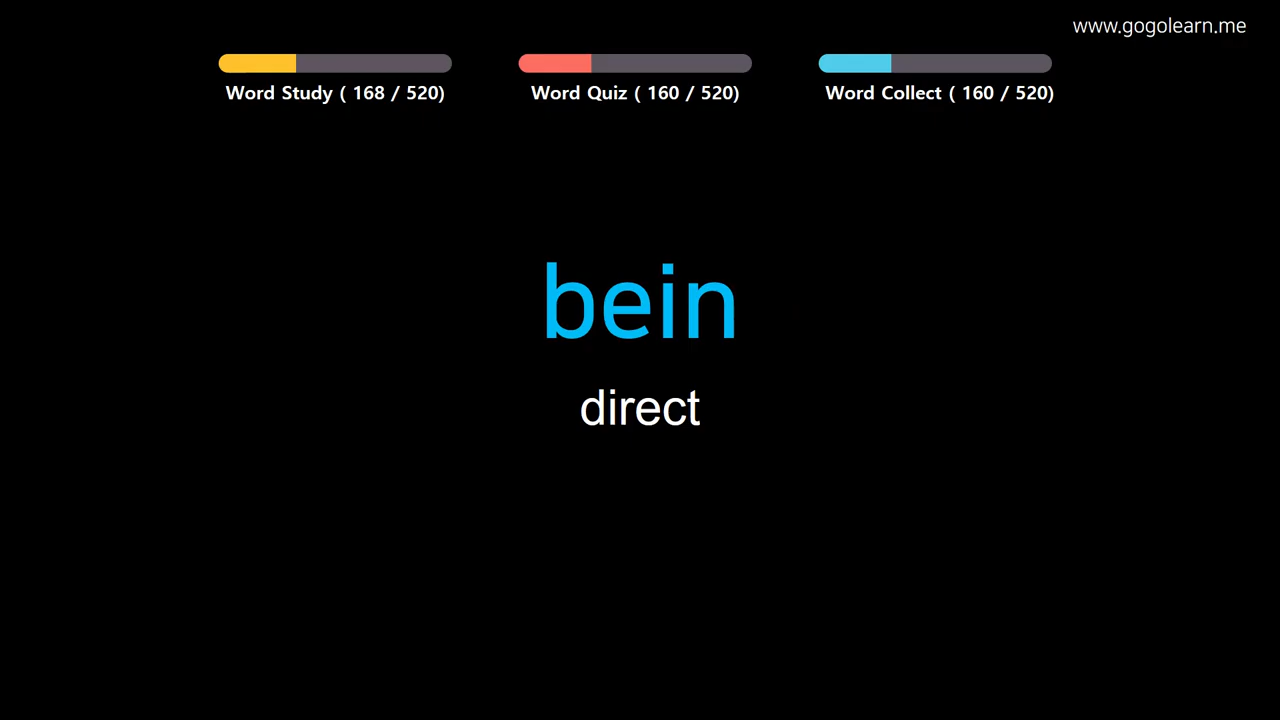 www.gogolearn.me
Word Study ( 168 / 520)
Word Quiz ( 160 / 520)
Word Collect ( 160 / 520)
bein
direct